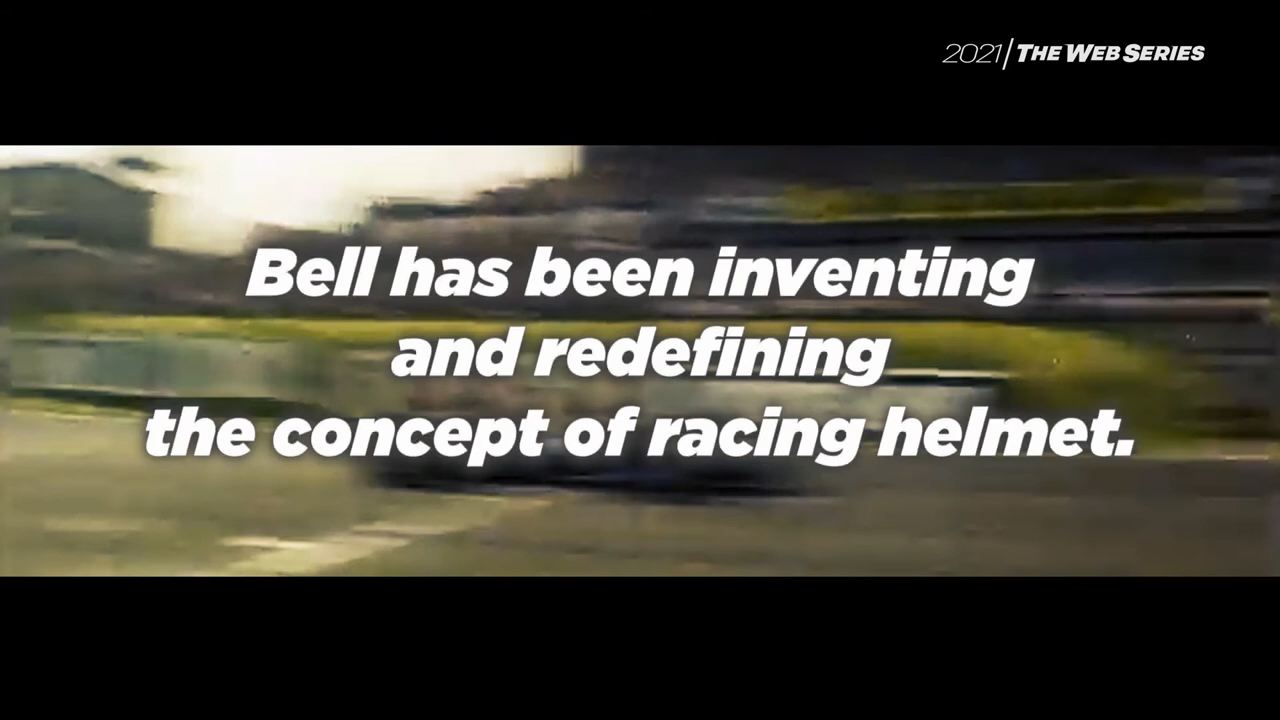 2021 | THE WEB SERIES
Bell has been inventing
and redefining
the concept of racing helmet.